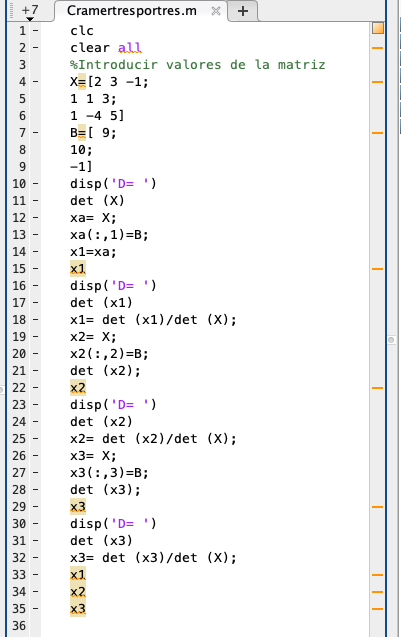 +7 Cramertresportres.m × +
1 - clc
2 - clear all
3 %Introducir valores de la matriz
4 - X=[2 3 -1;
5 1 1 3;
6 1 -4 5]
7 - B=[ 9;
8 10;
9 -1]
10 - disp('D= ')
11 - det (X)
12 - xa= X;
13 - xa(:,1)=B;
14 - x1=xa;
15 - x1
16 - disp('D= ')
17 - det (x1)
18 - x1= det (x1)/det (X);
19 - x2= X;
20 - x2(:,2)=B;
21 - det (x2);
22 - x2
23 - disp('D= ')
24 - det (x2)
25 - x2= det (x2)/det (X);
26 - x3= X;
27 - x3(:,3)=B;
28 - det (x3);
29 - x3
30 - disp('D= ')
31 - det (x3)
32 - x3= det (x3)/det (X);
33 - x1
34 - x2
35 - x3
36